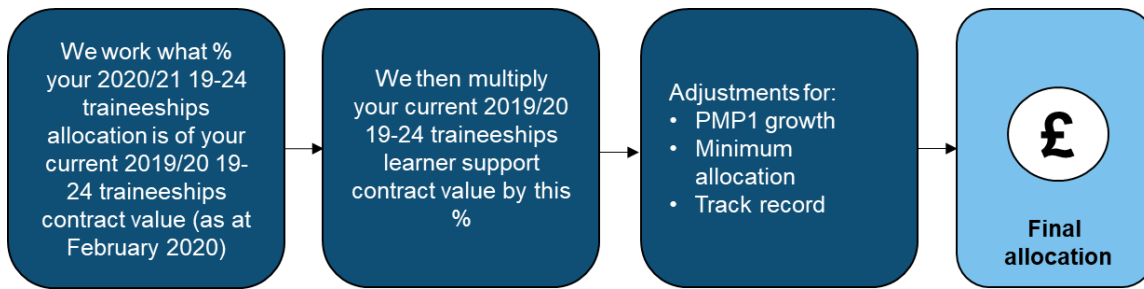 We work what %
your 2020/21 19-24
traineeships
allocation is of your
current 2019/20 19-
24 traineeships
contract value (as at
February 2020)
We then multiply
your current 2019/20
19-24 traineeships
learner support
contract value by this
%
Adjustments for:
• PMP1 growth
• Minimum
allocation
• Track record
£
Final
allocation